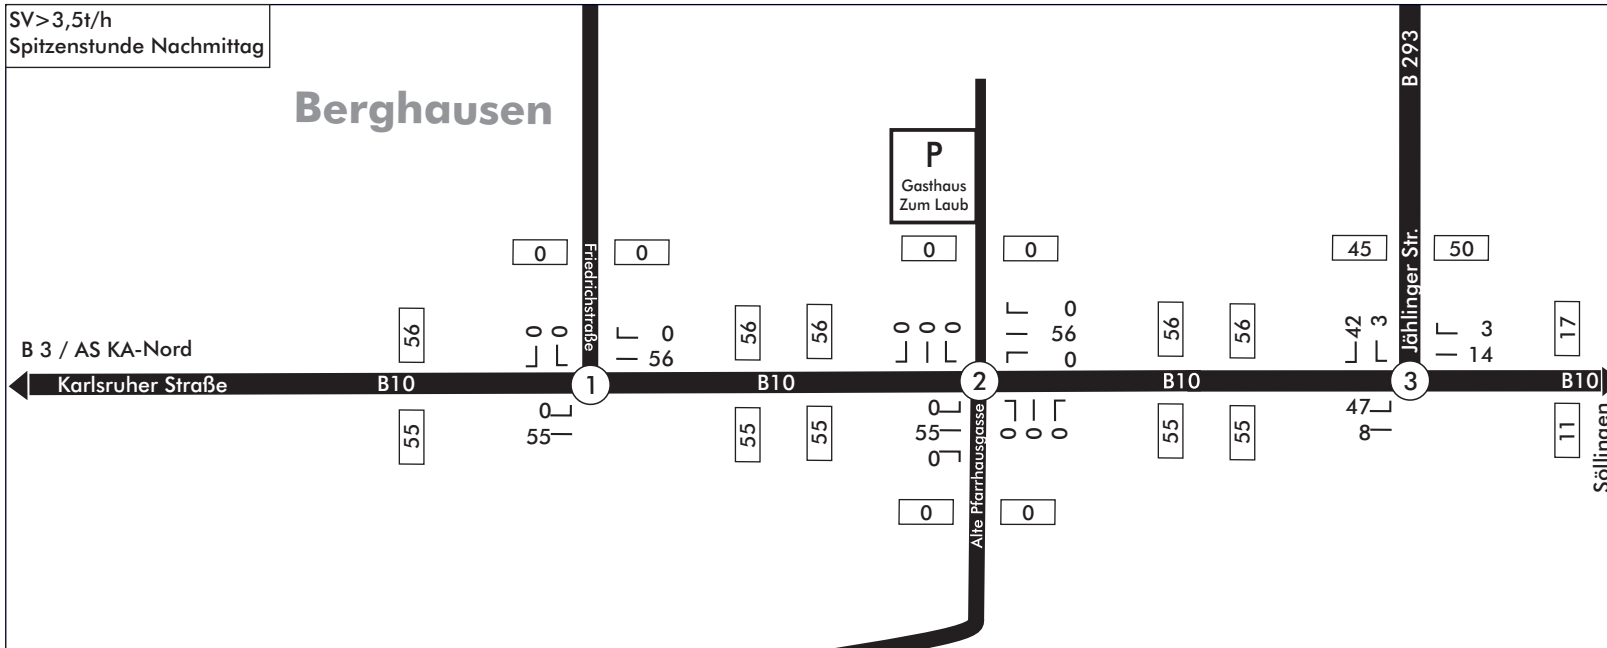 SV>3,5t/h
Spitzenstunde Nachmittag
Berghausen
B 293
P
Gasthaus
Zum Laub
0
0
0
0
45
50
Friedrichstraße
Jählinger Str.
56
0
0
0
56
56
56
0
0
0
0
56
0
56
56
42
3
3
14
17
B 3 / AS KA-Nord
Karlsruher Straße
B10
1
B10
2
B10
3
B10
55
0
55
55
55
0
55
0
0
0
0
55
55
47
8
11
Söllingen
Alte Pfarrhausgasse
0
0